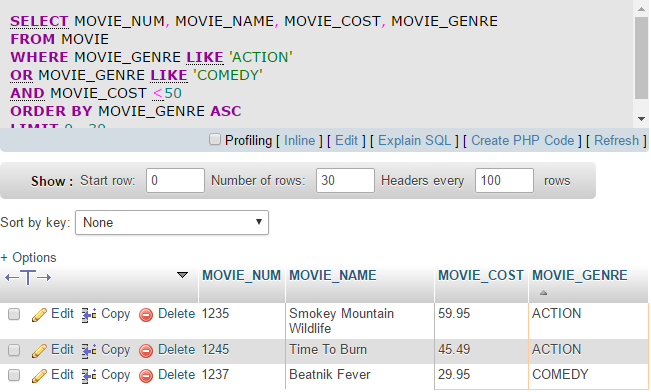 SELECT MOVIE_NUM, MOVIE_NAME, MOVIE_COST, MOVIE_GENRE
FROM MOVIE
WHERE MOVIE_GENRE LIKE 'ACTION'
OR MOVIE_GENRE LIKE 'COMEDY'
AND MOVIE_COST <50
ORDER BY MOVIE_GENRE ASC
LIMIT 0 , 30
Profiling [ Inline ] [ Edit ] [ Explain SQL ] [ Create PHP Code ] [ Refresh ]
Show : Start row: 0 Number of rows: 30 Headers every 100 rows
Sort by key: None
+ Options
←T→ MOVIE_NUM MOVIE_NAME MOVIE_COST MOVIE_GENRE
Edit Copy Delete 1235 Smokey Mountain 59.95 ACTION
Wildlife
Edit Copy Delete 1245 Time To Burn 45.49 ACTION
Edit Copy Delete 1237 Beatnik Fever 29.95 COMEDY